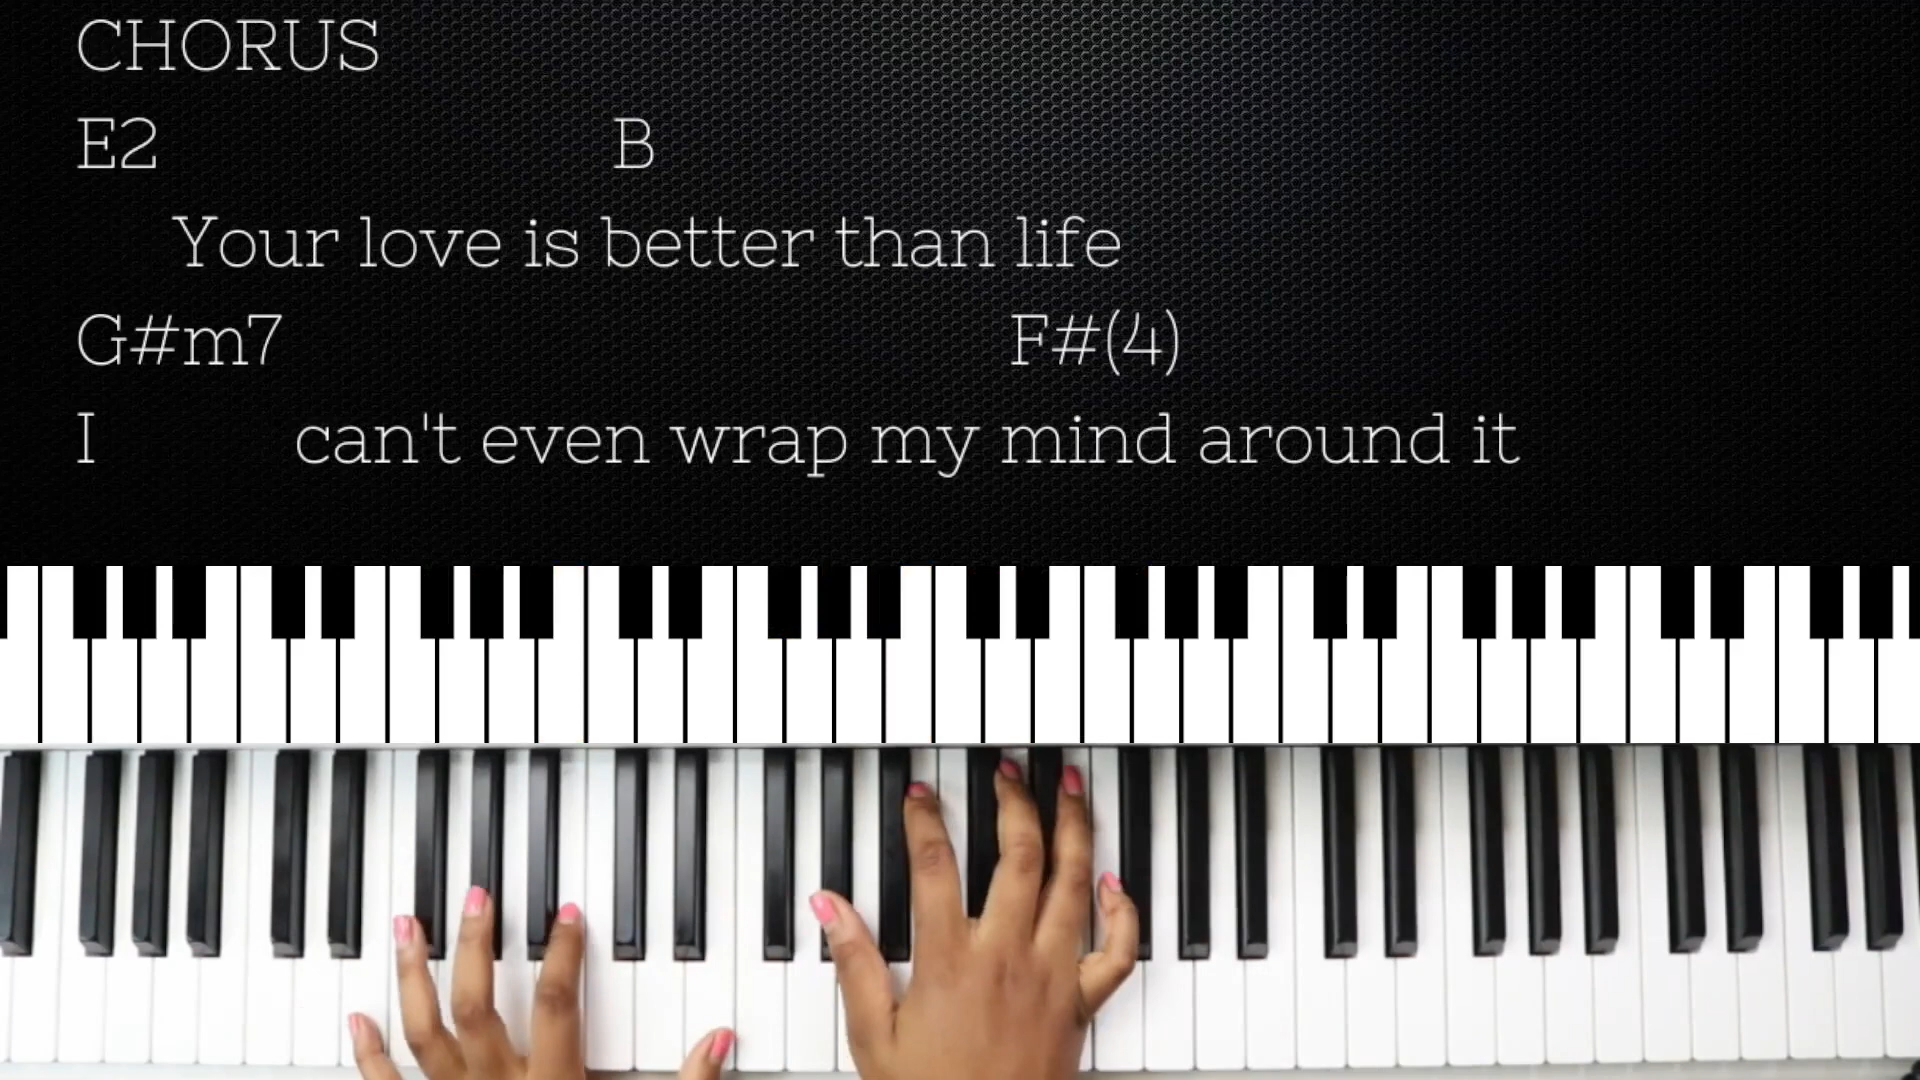 CHORUS
E2 B
Your love is better than life
G#m7 F#(4)
I can't even wrap my mind around it